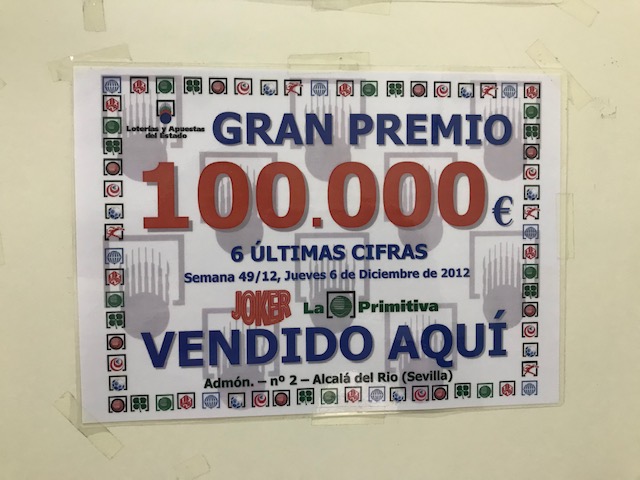 Loterías y Apuestas
del Estado
GRAN PREMIO
100.000 €
6 ÚLTIMAS CIFRAS
Semana 49/12, Jueves 6 de Diciembre de 2012
JOKER La Primitiva
VENDIDO AQUÍ
Admón. – nº 2 – Alcalá del Rio (Sevilla)